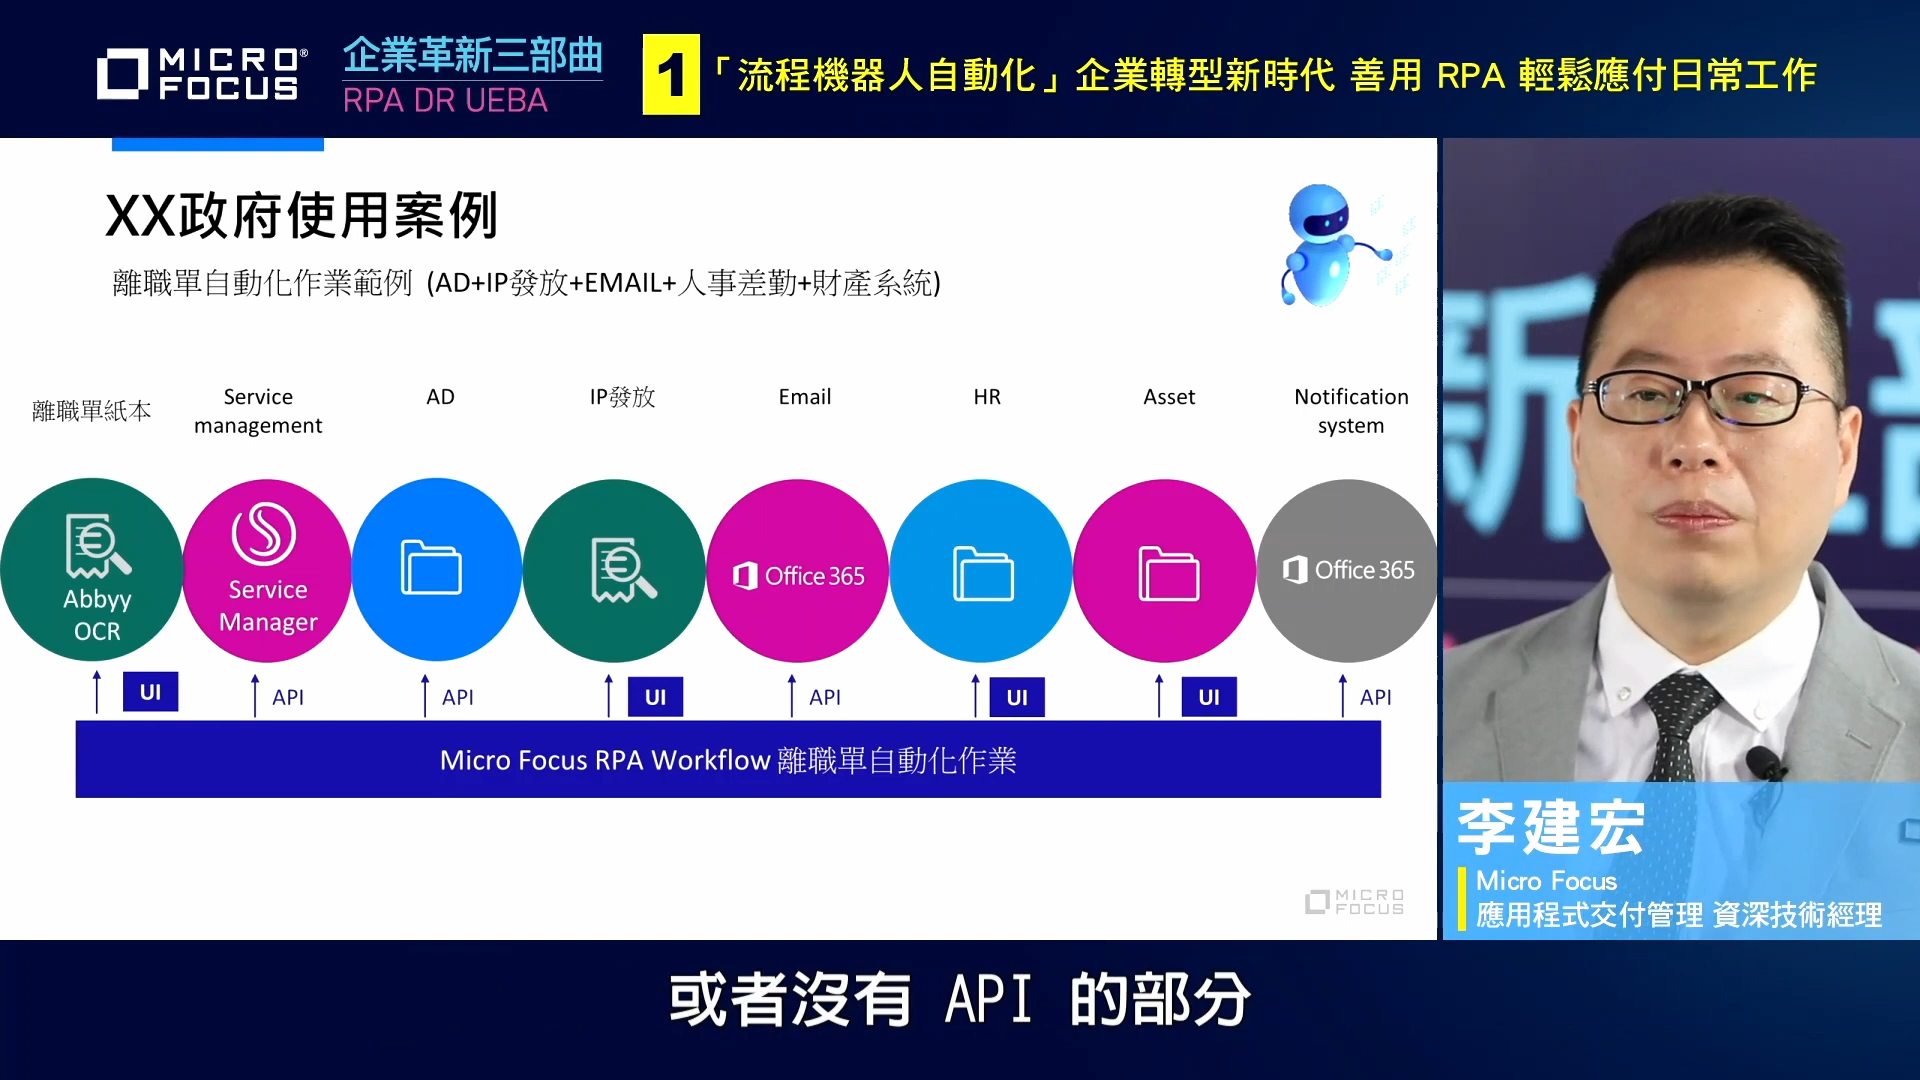 MICRO FOCUS®
企業革新三部曲
RPA DR UEBA
1 「流程機器人自動化」企業轉型新時代 善用 RPA 輕鬆應付日常工作
XX政府使用案例
離職單自動化作業範例 (AD+IP發放+EMAIL+人事差勤+財產系統)
離職單紙本
Service management
AD
IP發放
Email
HR
Asset
Notification system
Abbyy OCR
Service Manager
Office 365
Office 365
UI
API
API
UI
API
UI
UI
API
Micro Focus RPA Workflow 離職單自動化作業
MICRO FOCUS
李建宏
Micro Focus
應用程式交付管理 資深技術經理
或者沒有 API 的部分